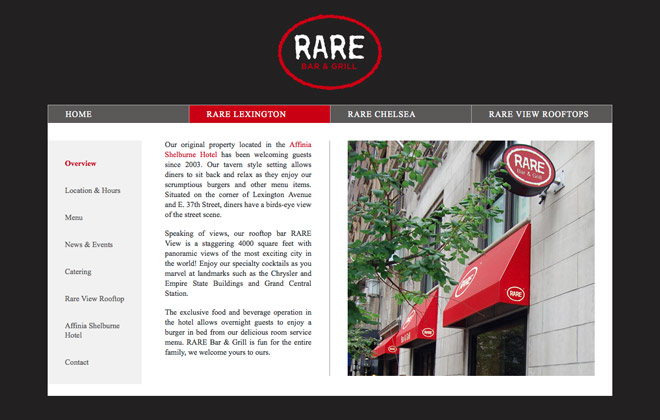 RARE
BAR & GRILL
HOME
RARE LEXINGTON
RARE CHELSEA
RARE VIEW ROOFTOPS
Overview
Location & Hours
Menu
News & Events
Catering
Rare View Rooftop
Affinia Shelburne
Hotel
Contact
Our original property located in the Affinia
Shelburne Hotel has been welcoming guests
since 2003. Our tavern style setting allows
diners to sit back and relax as they enjoy our
scrumptious burgers and other menu items.
Situated on the corner of Lexington Avenue
and E. 37th Street, diners have a birds-eye view
of the street scene.
Speaking of views, our rooftop bar RARE
View is a staggering 4000 square feet with
panoramic views of the most exciting city in
the world! Enjoy our specialty cocktails as you
marvel at landmarks such as the Chrysler and
Empire State Buildings and Grand Central
Station.
The exclusive food and beverage operation in
the hotel allows overnight guests to enjoy a
burger in bed from our delicious room service
menu. RARE Bar & Grill is fun for the entire
family, we welcome yours to ours.
RARE
Bar & Grill
RARE
RARE